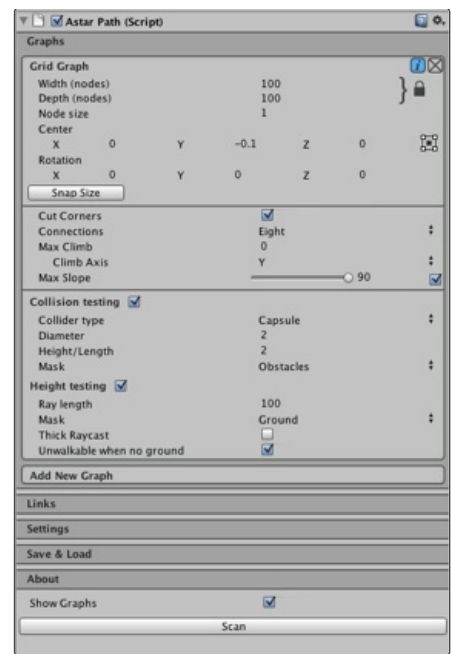 Astar Path (Script)
Graphs
Grid Graph
Width (nodes) 100
Depth (nodes) 100
Node size 1
Center
X 0 Y -0.1 Z 0
Rotation
X 0 Y 0 Z 0
Snap Size
Cut Corners
Connections Eight
Max Climb 0
Climb Axis Y
Max Slope 90
Collision testing
Collider type Capsule
Diameter 2
Height/Length 2
Mask Obstacles
Height testing
Ray length 100
Mask Ground
Thick Raycast
Unwalkable when no ground
Add New Graph
Links
Settings
Save & Load
About
Show Graphs
Scan